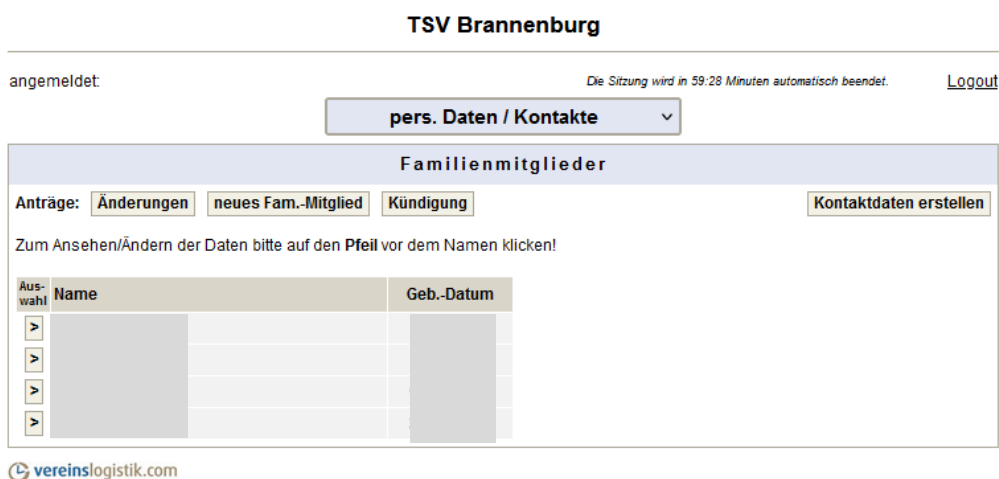 TSV Brannenburg
angemeldet: Die Sitzung wird in 59:28 Minuten automatisch beendet. Logout
pers. Daten / Kontakte
Familienmitglieder
Anträge: Änderungen neues Fam.-Mitglied Kündigung Kontaktdaten erstellen
Zum Ansehen/Ändern der Daten bitte auf den Pfeil vor dem Namen klicken!
Aus-
wahl Name Geb.-Datum
>
>
>
>
vereinslogistik.com